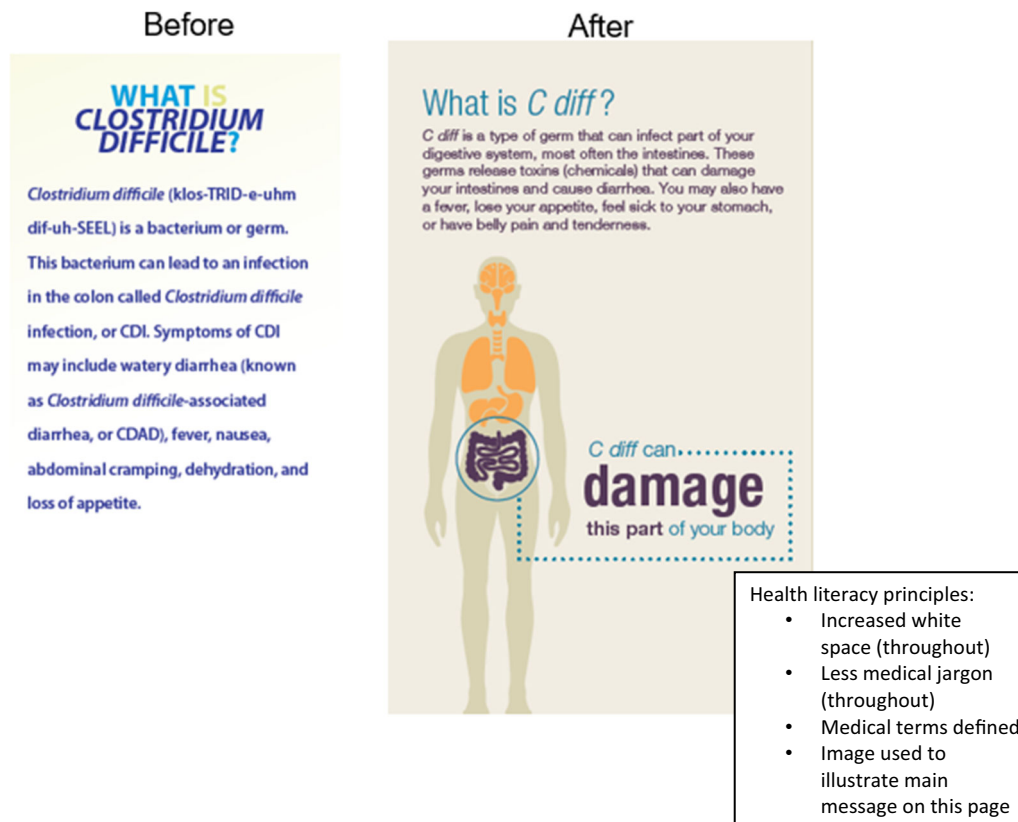 Before
WHAT IS
CLOSTRIDIUM
DIFFICILE?
Clostridium difficile (klos-TRID-e-uhm
dif-uh-SEEL) is a bacterium or germ.
This bacterium can lead to an infection
in the colon called Clostridium difficile
infection, or CDI. Symptoms of CDI
may include watery diarrhea (known
as Clostridium difficile-associated
diarrhea, or CDAD), fever, nausea,
abdominal cramping, dehydration, and
loss of appetite.
After
What is C diff?
C diff is a type of germ that can infect part of your
digestive system, most often the intestines. These
germs release toxins (chemicals) that can damage
your intestines and cause diarrhea. You may also have
a fever, lose your appetite, feel sick to your stomach,
or have belly pain and tenderness.
C diff can
damage
this part of your body
Health literacy principles:
• Increased white
space (throughout)
• Less medical jargon
(throughout)
• Medical terms defined
• Image used to
illustrate main
message on this page